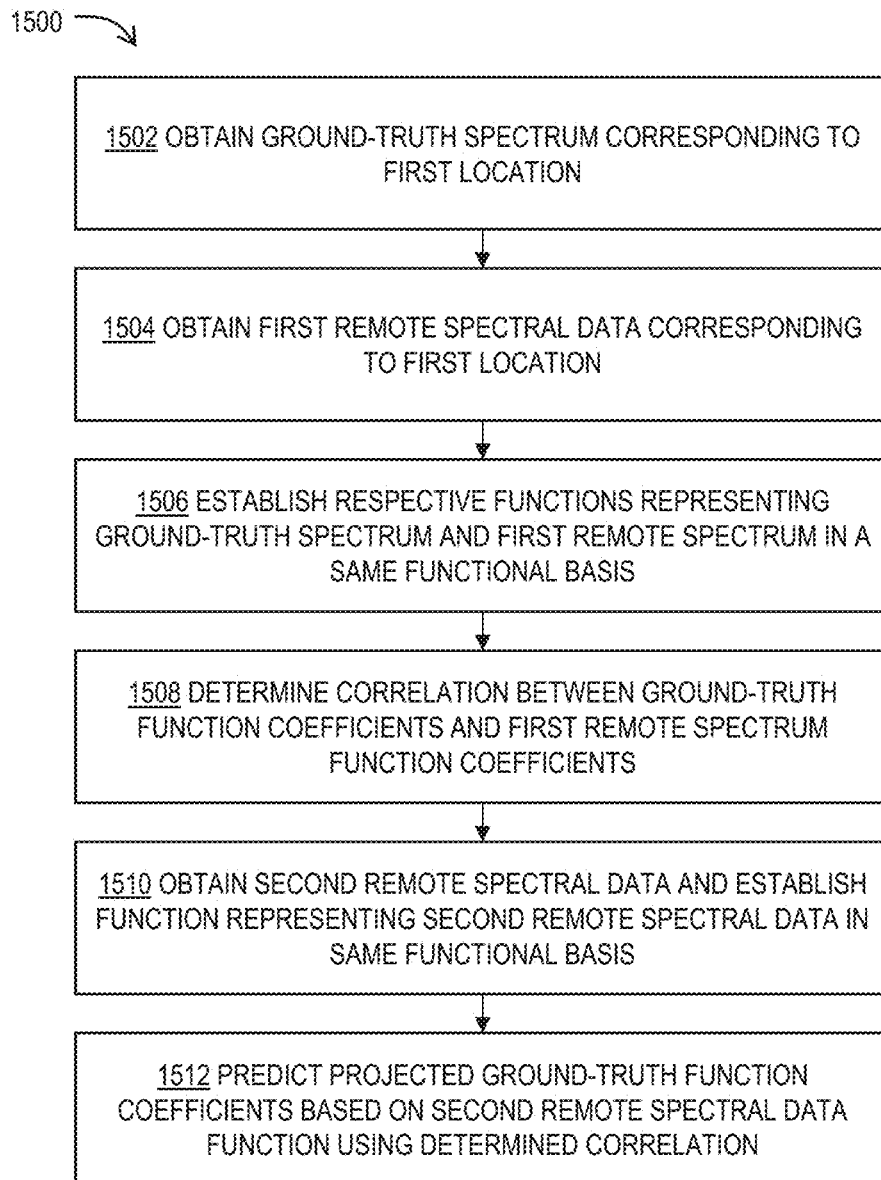 1500
1502 OBTAIN GROUND-TRUTH SPECTRUM CORRESPONDING TO
FIRST LOCATION
1504 OBTAIN FIRST REMOTE SPECTRAL DATA CORRESPONDING
TO FIRST LOCATION
1506 ESTABLISH RESPECTIVE FUNCTIONS REPRESENTING
GROUND-TRUTH SPECTRUM AND FIRST REMOTE SPECTRUM IN A
SAME FUNCTIONAL BASIS
1508 DETERMINE CORRELATION BETWEEN GROUND-TRUTH
FUNCTION COEFFICIENTS AND FIRST REMOTE SPECTRUM
FUNCTION COEFFICIENTS
1510 OBTAIN SECOND REMOTE SPECTRAL DATA AND ESTABLISH
FUNCTION REPRESENTING SECOND REMOTE SPECTRAL DATA IN
SAME FUNCTIONAL BASIS
1512 PREDICT PROJECTED GROUND-TRUTH FUNCTION
COEFFICIENTS BASED ON SECOND REMOTE SPECTRAL DATA
FUNCTION USING DETERMINED CORRELATION